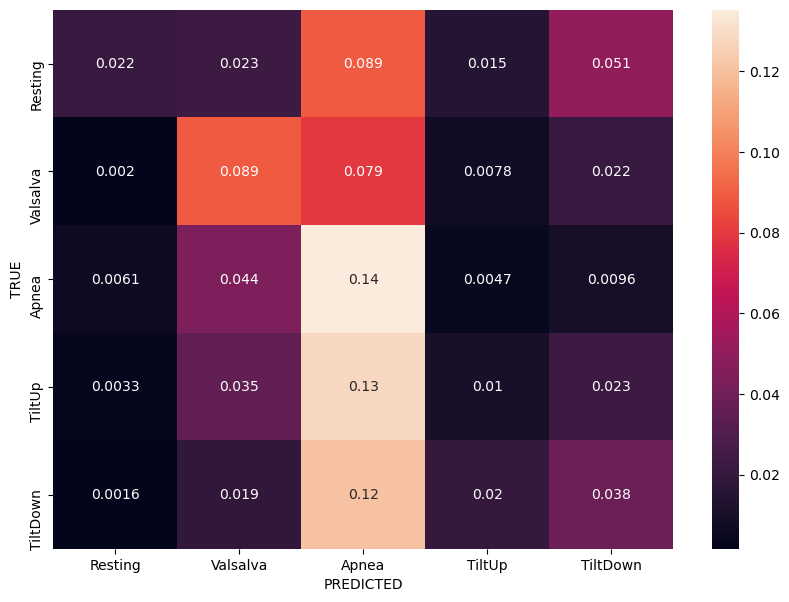 Resting 0.022 0.023 0.089 0.015 0.051
Valsalva 0.002 0.089 0.079 0.0078 0.022
Apnea 0.0061 0.044 0.14 0.0047 0.0096
TiltUp 0.0033 0.035 0.13 0.01 0.023
TiltDown 0.0016 0.019 0.12 0.02 0.038
TRUE
Resting Valsalva Apnea TiltUp TiltDown
PREDICTED
0.12
0.10
0.08
0.06
0.04
0.02